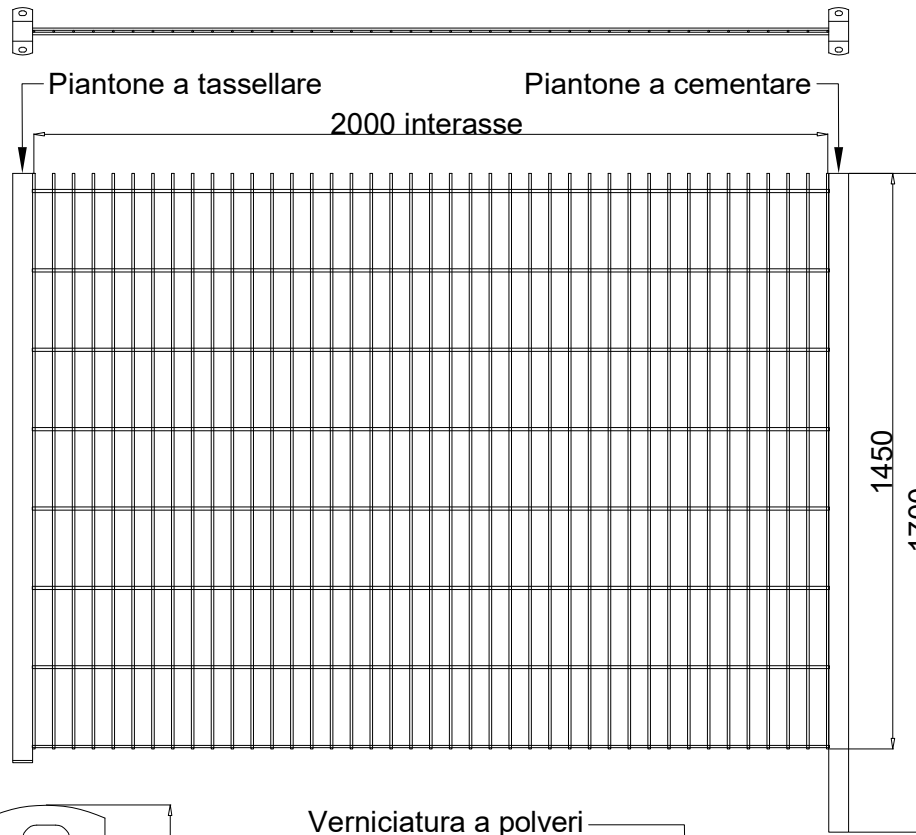 Piantone a tassellare
Piantone a cementare
2000 interasse
1450
Verniciatura a polveri